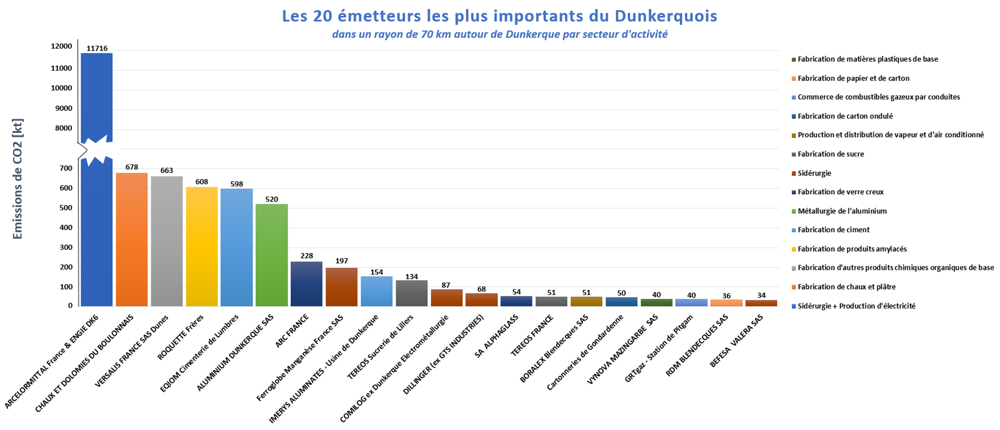 Les 20 émetteurs les plus importants du Dunkerquois
dans un rayon de 70 km autour de Dunkerque par secteur d'activité
Emissions de CO2 [kt]
12000
11000
10000
9000
8000
700
600
500
400
300
200
100
0
11716
678
663
608
598
520
228
197
154
134
87
68
54
51
51
50
40
40
36
34
ARCELORMITTAL France & ENGIE DK6
CHAUX ET DOLOMIES DU BOULONNAIS
VERSALIS FRANCE SAS Dunes
ROQUETTE Frères
EQIOM Cimenterie de Lumbres
ALUMINIUM DUNKERQUE SAS
ARC FRANCE
Ferroglobe Manganèse France SAS
IMERYS ALUMINATES - Usine de Dunkerque
TEREOS Sucrerie de Lillers
COMILOG ex Dunkerque Electrométallurgie
DILLINGER (ex GTS INDUSTRIES)
SA ALPHAGLASS
TEREOS FRANCE
BORALEX Blendecques SAS
Cartonneries de Gondardenne
VYNOVA MAZINGARBE SAS
GRTgaz - Station de Pitgam
RDM BLENDECQUES SAS
BEFESA VALERA SAS
Fabrication de matières plastiques de base
Fabrication de papier et de carton
Commerce de combustibles gazeux par conduites
Fabrication de carton ondulé
Production et distribution de vapeur et d'air conditionné
Fabrication de sucre
Sidérurgie
Fabrication de verre creux
Métallurgie de l'aluminium
Fabrication de ciment
Fabrication de produits amylacés
Fabrication d'autres produits chimiques organiques de base
Fabrication de chaux et plâtre
Sidérurgie + Production d'électricité